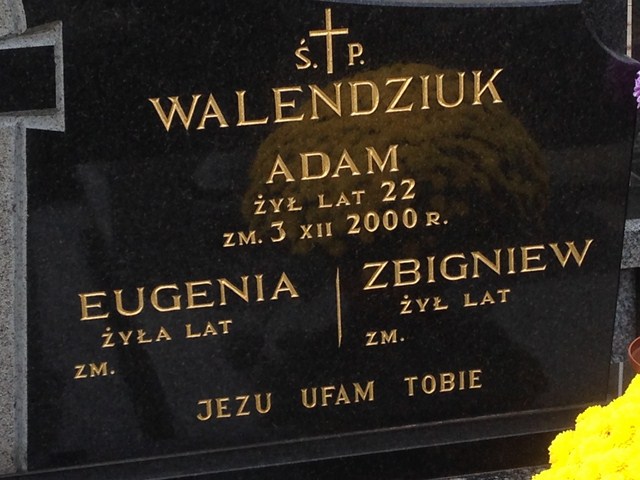 Ś. P.
WALENDZIUK
ADAM
ŻYŁ LAT 22
ZM. 3 XII 2000 R.
EUGENIA
ŻYŁA LAT
ZM.
ZBIGNIEW
ŻYŁ LAT
ZM.
JEZU UFAM TOBIE